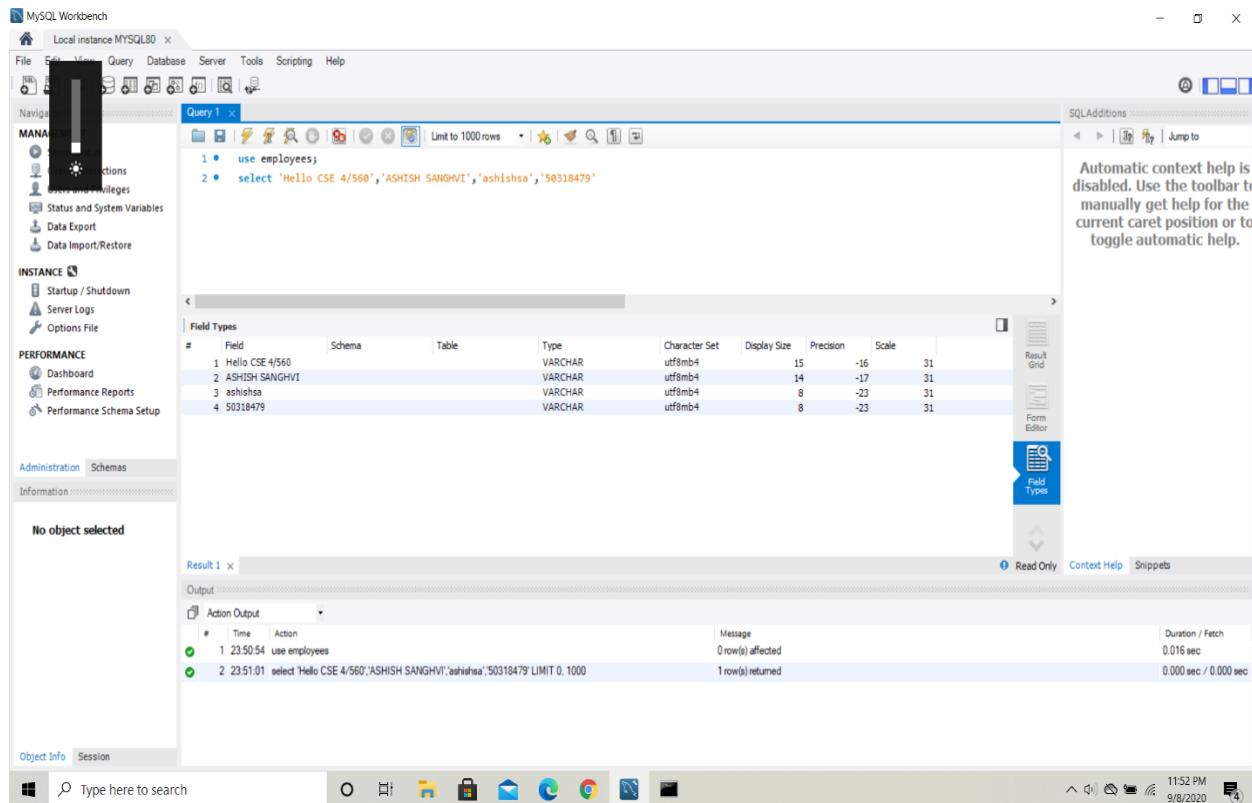 MySQL Workbench
Local instance MYSQL80 ×
File Edit View Query Database Server Tools Scripting Help
Query 1 ×
Limit to 1000 rows
1 use employees;
2 select 'Hello CSE 4/560','ASHISH SANGHVI','ashishsa','50318479'
Users and Privileges
Status and System Variables
Data Export
Data Import/Restore
INSTANCE
Startup / Shutdown
Server Logs
Options File
PERFORMANCE
Dashboard
Performance Reports
Performance Schema Setup
Administration Schemas
Information
No object selected
Object Info Session
Field Types
# Field Schema Table Type Character Set Display Size Precision Scale
1 Hello CSE 4/560 VARCHAR utf8mb4 15 -16 31
2 ASHISH SANGHVI VARCHAR utf8mb4 14 -17 31
3 ashishsa VARCHAR utf8mb4 8 -23 31
4 50318479 VARCHAR utf8mb4 8 -23 31
Result Grid
Form Editor
Field Types
Result 1 ×
Read Only
SQLAdditions
Jump to
Automatic context help is
disabled. Use the toolbar to
manually get help for the
current caret position or to
toggle automatic help.
Context Help Snippets
Output
Action Output
# Time Action Message Duration / Fetch
1 23:50:54 use employees 0 row(s) affected 0.016 sec
2 23:51:01 select 'Hello CSE 4/560','ASHISH SANGHVI','ashishsa','50318479' LIMIT 0, 1000 1 row(s) returned 0.000 sec / 0.000 sec
Type here to search
11:52 PM
9/8/2020
4